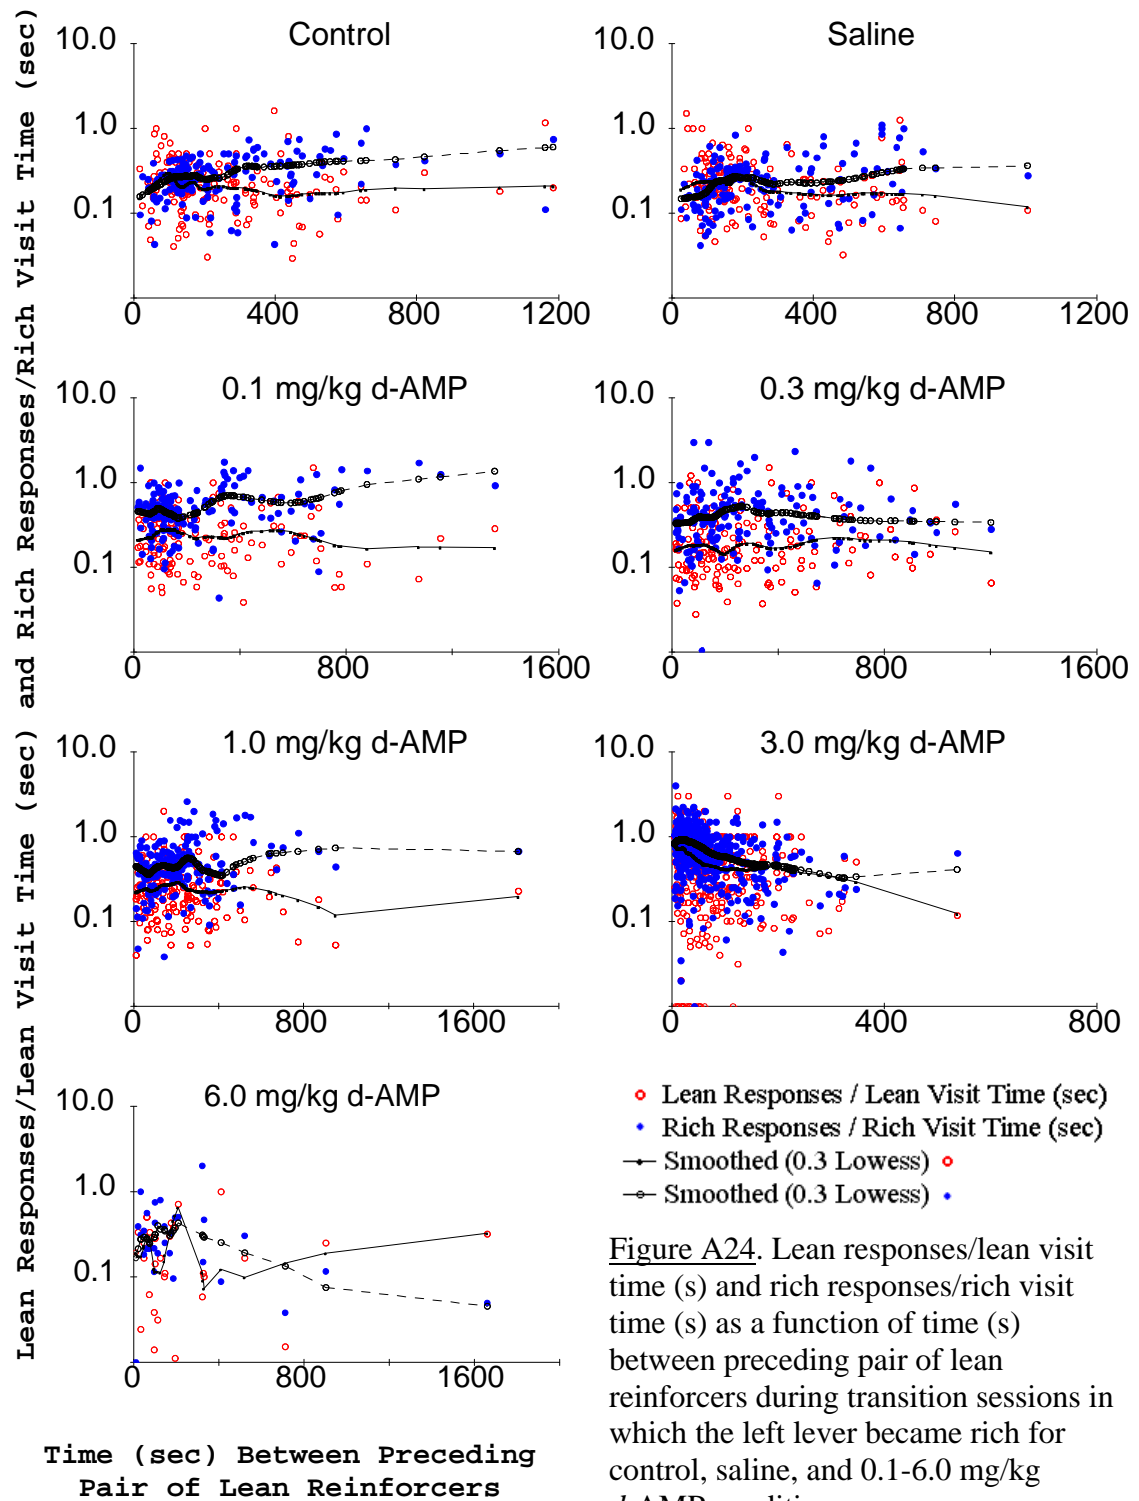 Lean Responses/Lean Visit Time (sec) and Rich Responses/Rich Visit Time (sec)
Control
10.0
1.0
0.1
0 400 800 1200
Saline
10.0
1.0
0.1
0 400 800 1200
0.1 mg/kg d-AMP
10.0
1.0
0.1
0 800 1600
0.3 mg/kg d-AMP
10.0
1.0
0.1
0 800 1600
1.0 mg/kg d-AMP
10.0
1.0
0.1
0 800 1600
3.0 mg/kg d-AMP
10.0
1.0
0.1
0 400 800
6.0 mg/kg d-AMP
10.0
1.0
0.1
0 800 1600
Time (sec) Between Preceding
Pair of Lean Reinforcers
Lean Responses / Lean Visit Time (sec)
Rich Responses / Rich Visit Time (sec)
Smoothed (0.3 Lowess)
Smoothed (0.3 Lowess)
Figure A24. Lean responses/lean visit
time (s) and rich responses/rich visit
time (s) as a function of time (s)
between preceding pair of lean
reinforcers during transition sessions in
which the left lever became rich for
control, saline, and 0.1-6.0 mg/kg